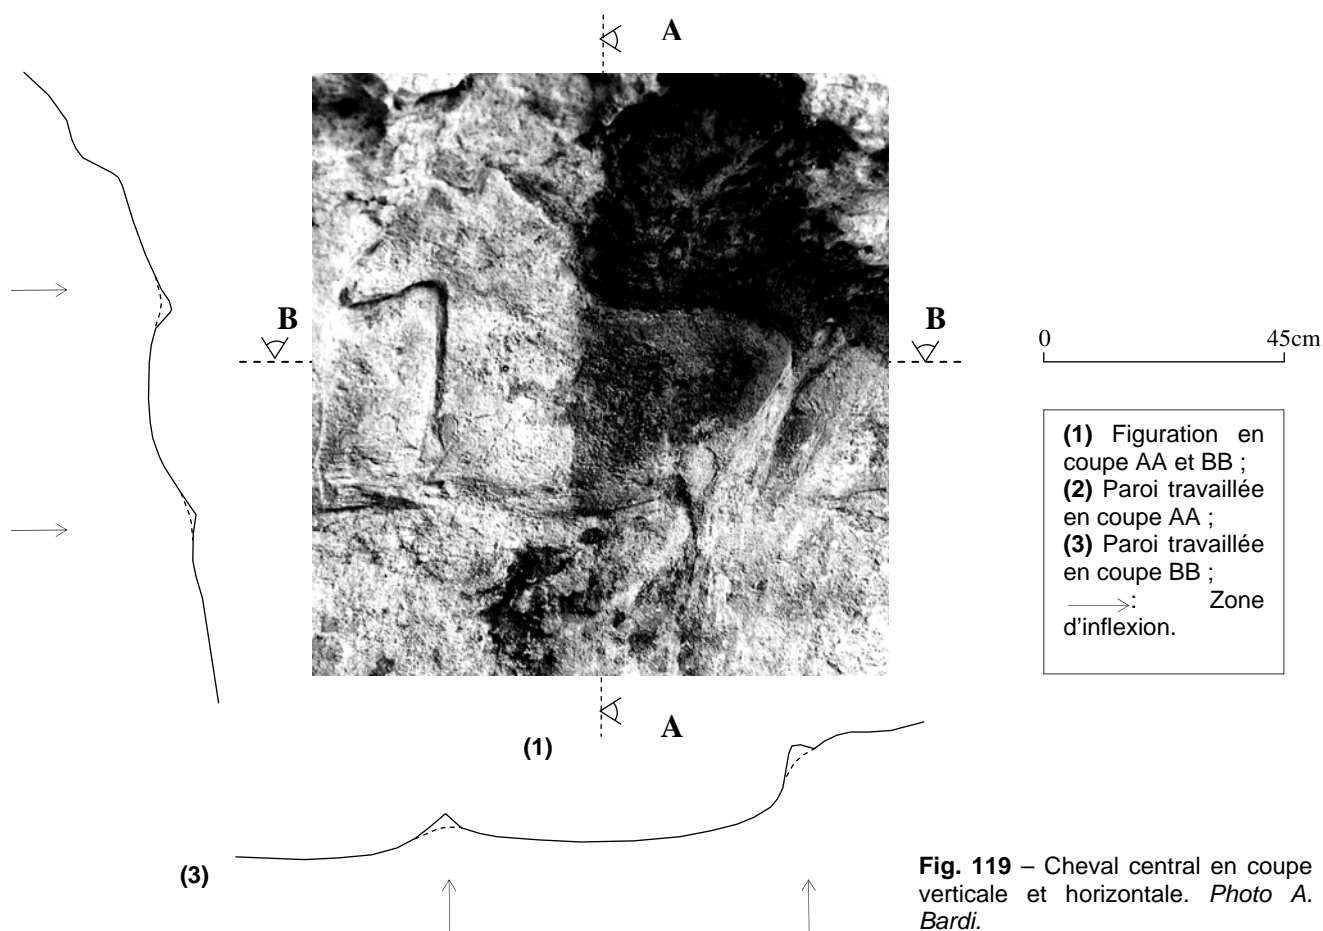 A
B
B
0 45cm
(1) Figuration en
coupe AA et BB ;
(2) Paroi travaillée
en coupe AA ;
(3) Paroi travaillée
en coupe BB ;
: Zone
d'inflexion.
A
(1)
(3)
Fig. 119 – Cheval central en coupe
verticale et horizontale. Photo A.
Bardi.